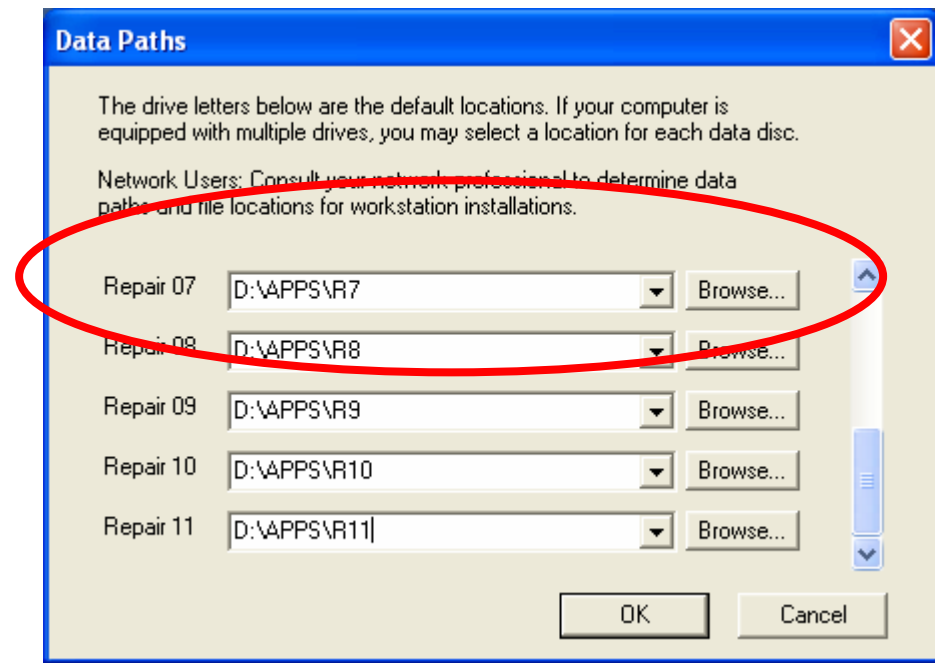 Data Paths
The drive letters below are the default locations. If your computer is
equipped with multiple drives, you may select a location for each data disc.
Network Users: Consult your network professional to determine data
paths and file locations for workstation installations.
Repair 07 D:\APPS\R7 Browse...
Repair 08 D:\APPS\R8 Browse...
Repair 09 D:\APPS\R9 Browse...
Repair 10 D:\APPS\R10 Browse...
Repair 11 D:\APPS\R11 Browse...
OK Cancel